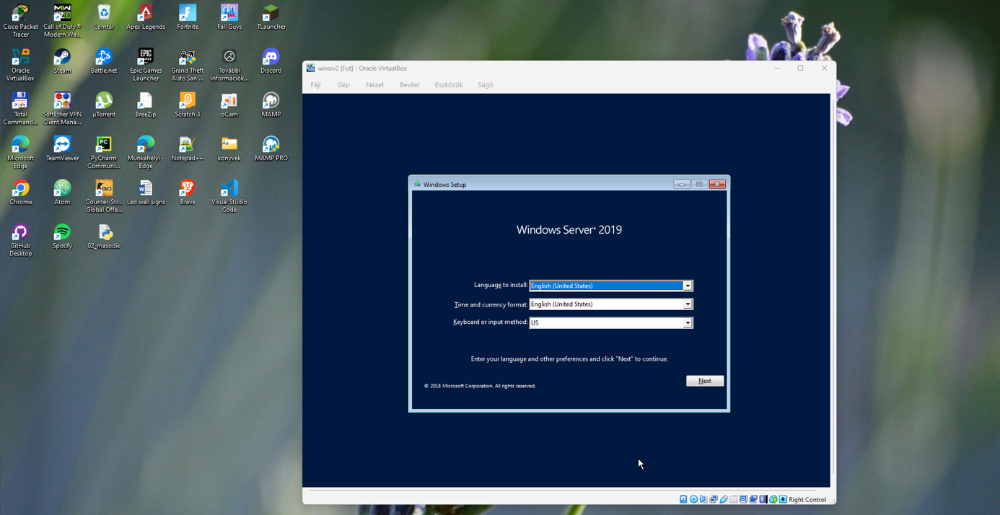 Cisco Packet
Tracer
Call of Duty®
Modern Wa...
Lomtár
Apex Legends
Fortnite
Fall Guys
TLauncher
Oracle
VirtualBox
Steam
Battle.net
Epic Games
Launcher
Grand Theft
Auto San ...
További
információk...
Discord
Total
Command...
SoftEther VPN
Client Mana...
µTorrent
BreeZip
Scratch 3
oCam
MAMP
Microsoft
Edge
TeamViewer
PyCharm
Communi...
Munkahelyi -
Edge
Notepad++
konyvek
MAMP PRO
Chrome
Atom
Counter-Str...
Global Offe...
Led wall signs
Brave
Visual Studio
Code
GitHub
Desktop
Spotify
02_masodik
winsrv2 [Fut] - Oracle VirtualBox
Fájl Gép Nézet Bevitel Eszközök Súgó
Windows Setup
Windows Server® 2019
Language to install: English (United States)
Time and currency format: English (United States)
Keyboard or input method: US
Enter your language and other preferences and click "Next" to continue.
Next
© 2018 Microsoft Corporation. All rights reserved.
Right Control